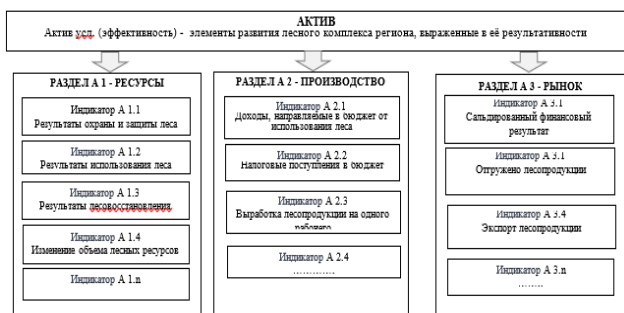 АКТИВ
Актив усл. (эффективность) - элементы развития лесного комплекса региона, выраженные в её результативности
РАЗДЕЛ А 1 - РЕСУРСЫ
Индикатор А 1.1
Результаты охраны и защиты леса
Индикатор А 1.2
Результаты использования леса
Индикатор А 1.3
Результаты лесовосстановления
Индикатор А 1.4
Изменение объема лесных ресурсов
Индикатор А 1.n
РАЗДЕЛ А 2 - ПРОИЗВОДСТВО
Индикатор А 2.1
Доходы, направляемые в бюджет от
использования леса
Индикатор А 2.2
Налоговые поступления в бюджет
Индикатор А 2.3
Выработка лесопродукции на одного
рабочего
Индикатор А 2.4
.............
РАЗДЕЛ А 3 - РЫНОК
Индикатор А 3.1
Сальдированный финансовый
результат
Индикатор А 3.1
Отгружено лесопродукции
Индикатор А 3.4
Экспорт лесопродукции
Индикатор А 3.n
........